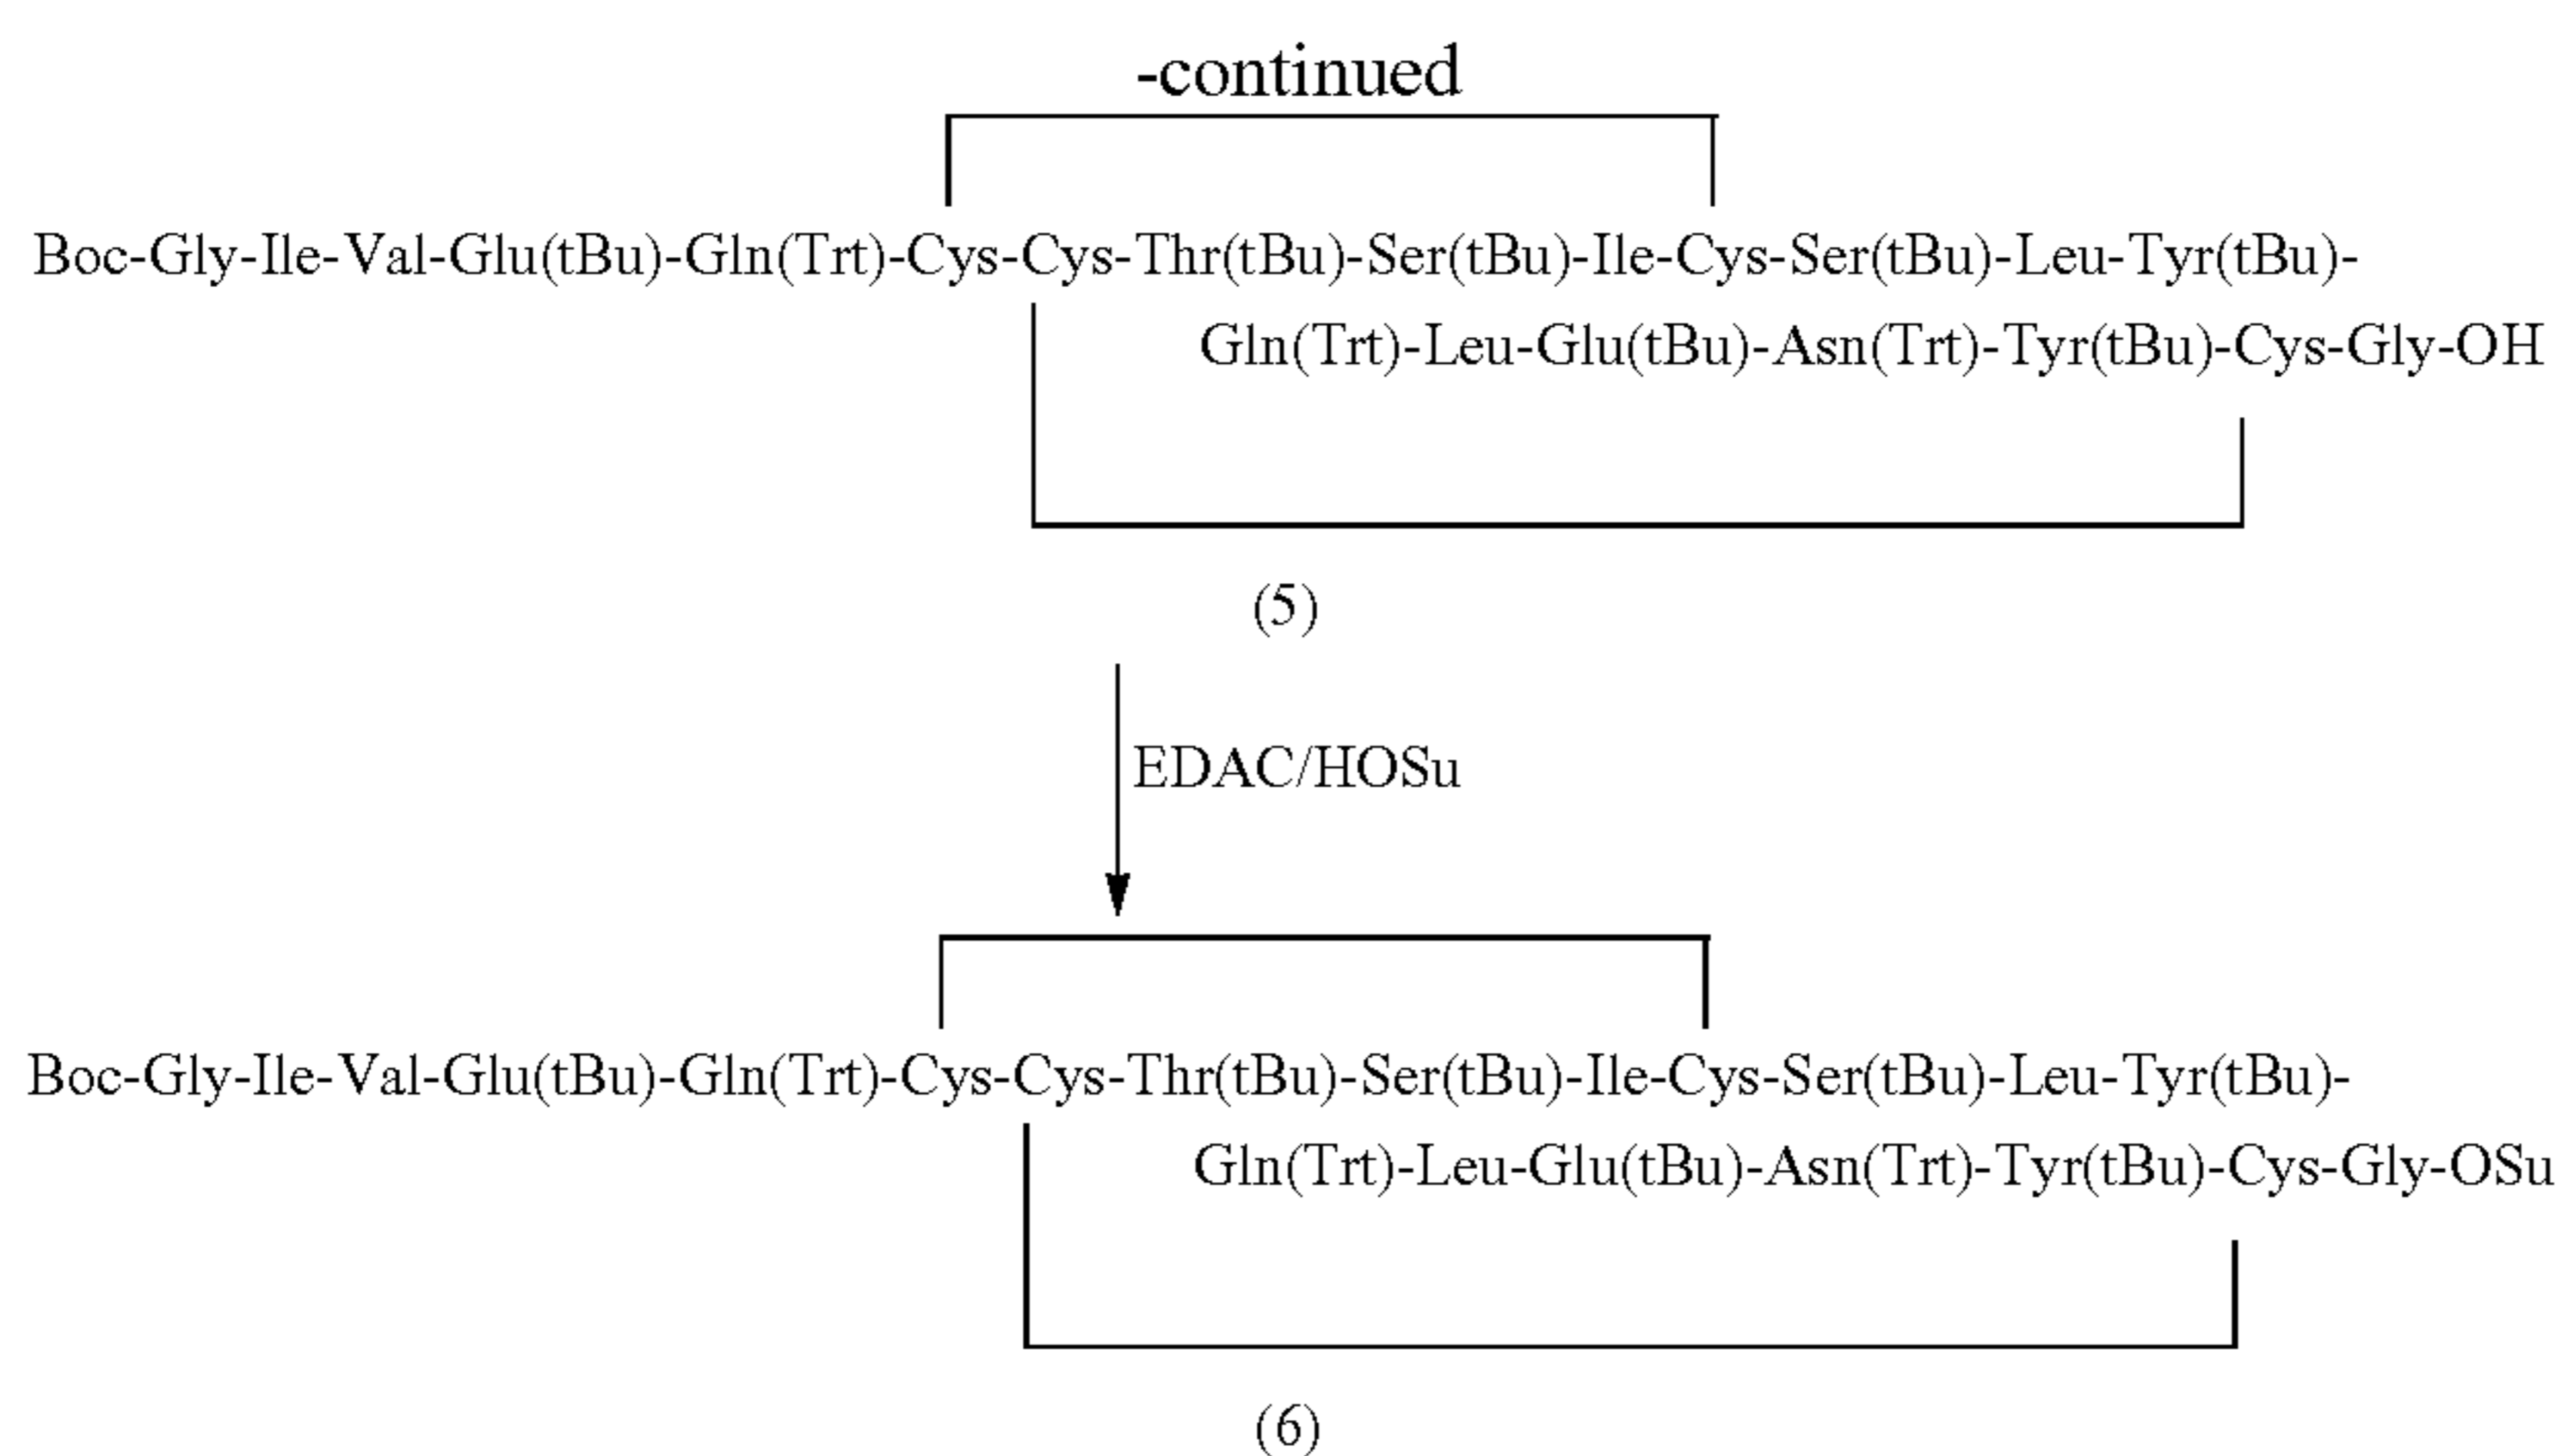 -continued
Boc-Gly-Ile-Val-Glu(tBu)-Gln(Trt)-Cys-Cys-Thr(tBu)-Ser(tBu)-Ile-Cys-Ser(tBu)-Leu-Tyr(tBu)-
Gln(Trt)-Leu-Glu(tBu)-Asn(Trt)-Tyr(tBu)-Cys-Gly-OH
(5)
EDAC/HOSu
Boc-Gly-Ile-Val-Glu(tBu)-Gln(Trt)-Cys-Cys-Thr(tBu)-Ser(tBu)-Ile-Cys-Ser(tBu)-Leu-Tyr(tBu)-
Gln(Trt)-Leu-Glu(tBu)-Asn(Trt)-Tyr(tBu)-Cys-Gly-OSu
(6)